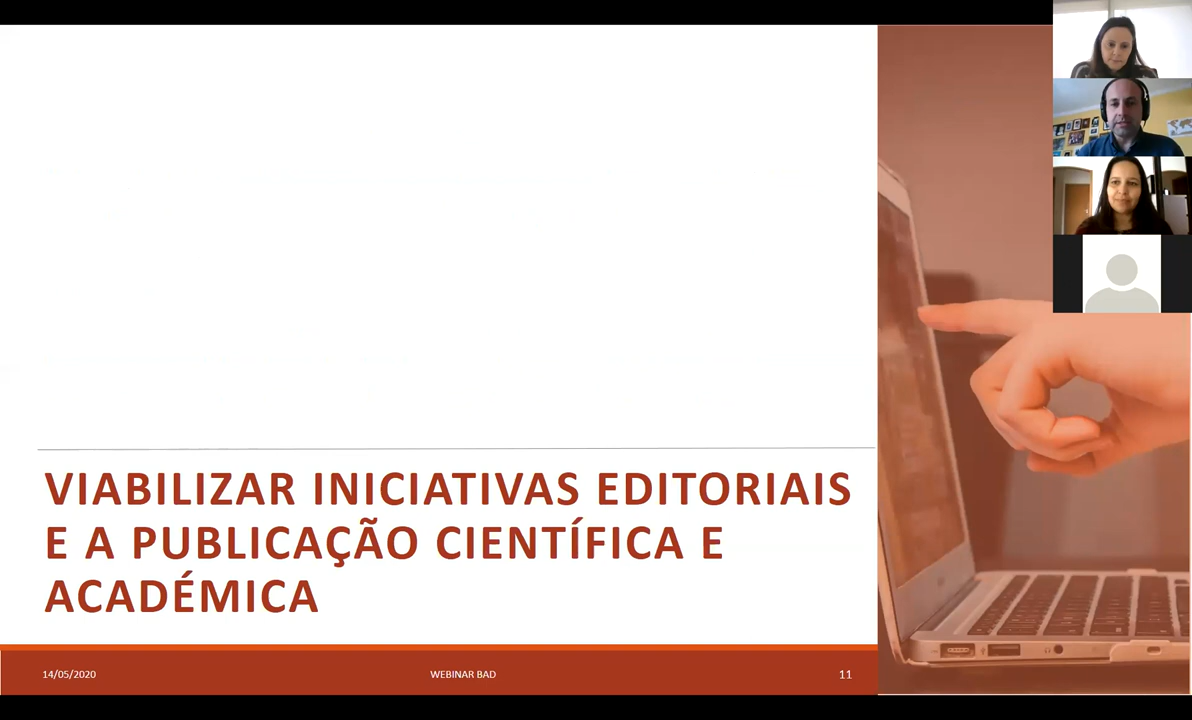 VIABILIZAR INICIATIVAS EDITORIAIS
E A PUBLICAÇÃO CIENTÍFICA E
ACADÉMICA
14/05/2020
WEBINAR BAD
11